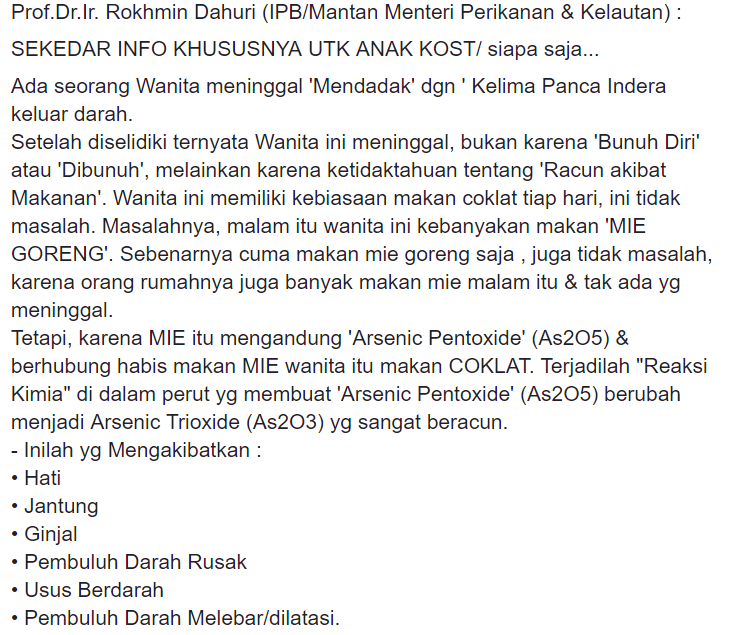 Prof.Dr.Ir. Rokhmin Dahuri (IPB/Mantan Menteri Perikanan & Kelautan) :
SEKEDAR INFO KHUSUSNYA UTK ANAK KOST/ siapa saja...
Ada seorang Wanita meninggal 'Mendadak' dgn ' Kelima Panca Indera
keluar darah.
Setelah diselidiki ternyata Wanita ini meninggal, bukan karena 'Bunuh Diri'
atau 'Dibunuh', melainkan karena ketidaktahuan tentang 'Racun akibat
Makanan'. Wanita ini memiliki kebiasaan makan coklat tiap hari, ini tidak
masalah. Masalahnya, malam itu wanita ini kebanyakan makan 'MIE
GORENG'. Sebenarnya cuma makan mie goreng saja , juga tidak masalah,
karena orang rumahnya juga banyak makan mie malam itu & tak ada yg
meninggal.
Tetapi, karena MIE itu mengandung 'Arsenic Pentoxide' (As2O5) &
berhubung habis makan MIE wanita itu makan COKLAT. Terjadilah "Reaksi
Kimia" di dalam perut yg membuat 'Arsenic Pentoxide' (As2O5) berubah
menjadi Arsenic Trioxide (As2O3) yg sangat beracun.
- Inilah yg Mengakibatkan :
• Hati
• Jantung
• Ginjal
• Pembuluh Darah Rusak
• Usus Berdarah
• Pembuluh Darah Melebar/dilatasi.